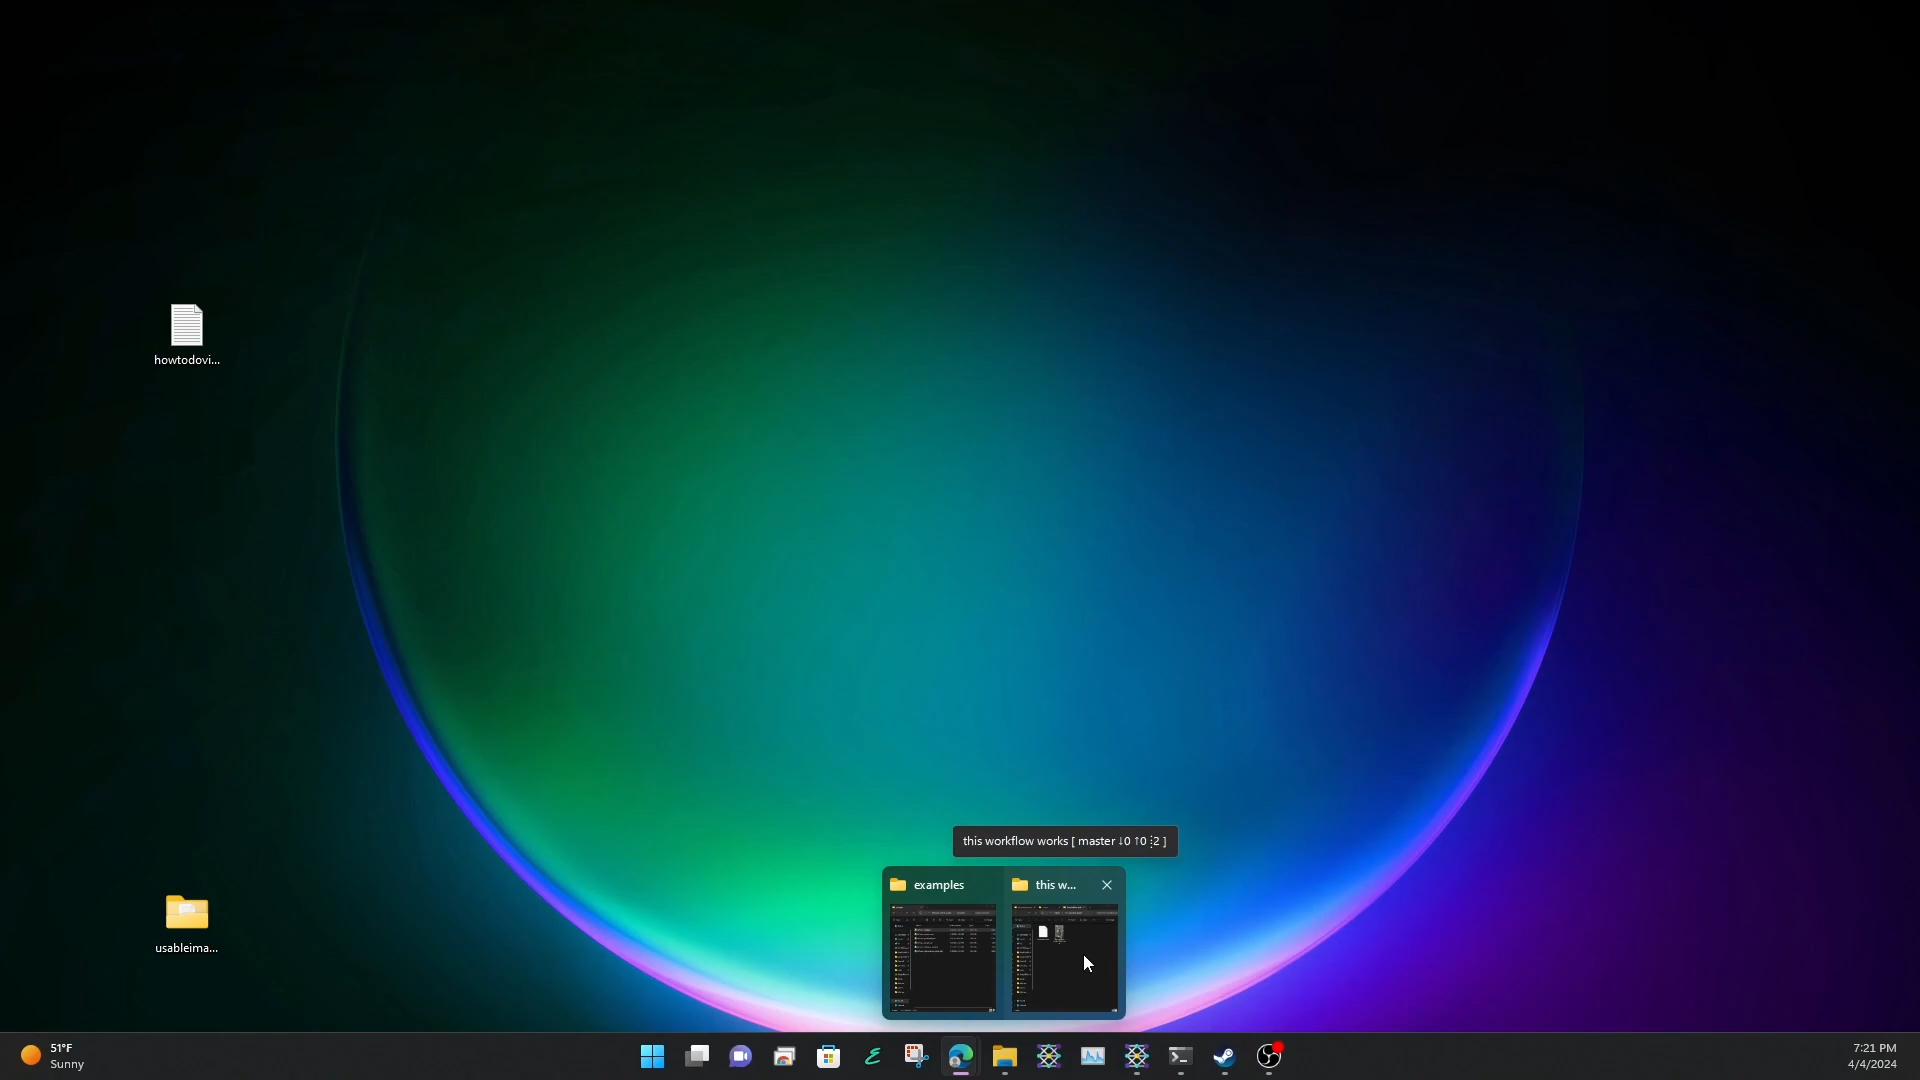 howtodovi...
this workflow works [ master ↓0 ↑0 ⋮2 ]
examples
this w...
usableima...
51°F
Sunny
7:21 PM
4/4/2024